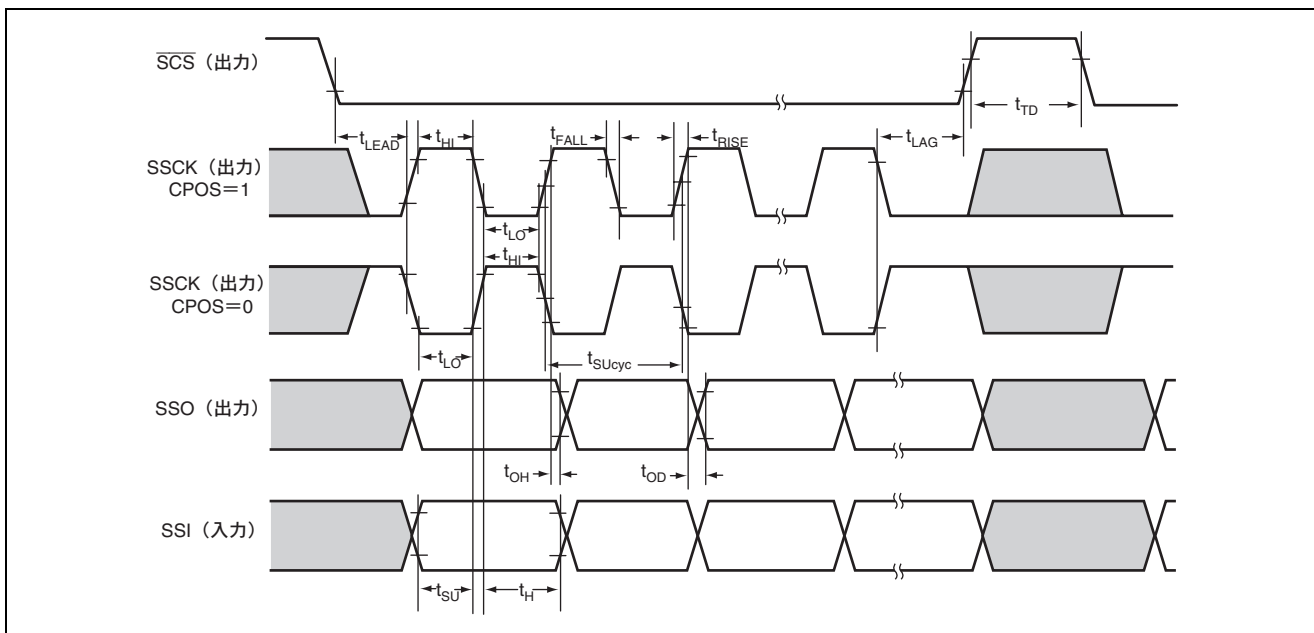 SCS（出力）
tTD
tLEAD
tHI
tFALL
tRISE
tLAG
SSCK（出力）
CPOS＝1
tLO
tHI
SSCK（出力）
CPOS＝0
tLO
tSUcyc
SSO（出力）
tOH
tOD
SSI（入力）
tSU
tH